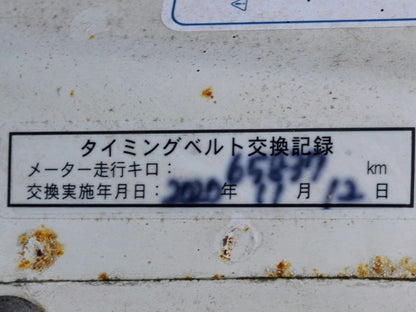 タイミングベルト交換記録
メーター走行キロ： 65837 km
交換実施年月日：2020年 11月 12日